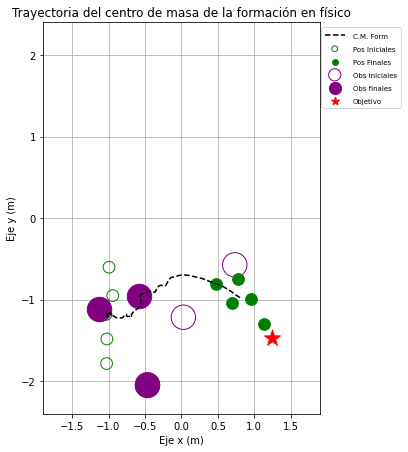 Trayectoria del centro de masa de la formación en físico
C.M. Form
Pos Iniciales
Pos Finales
Obs iniciales
Obs finales
Objetivo
Eje y (m)
2
1
0
−1
−2
−1.5
−1.0
−0.5
0.0
0.5
1.0
1.5
Eje x (m)